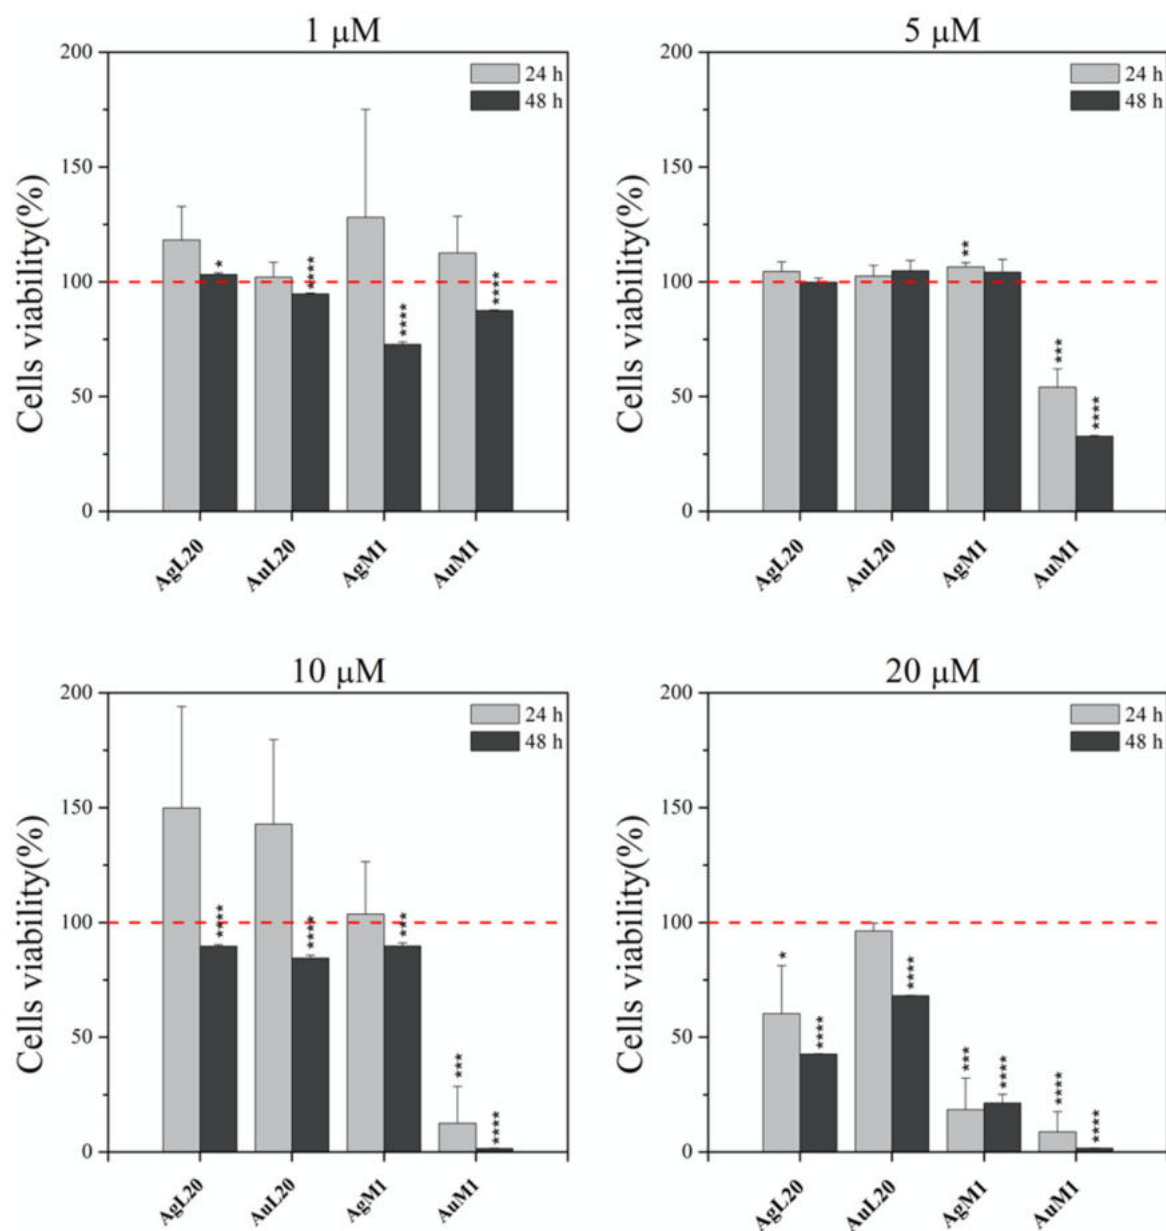 1 μM
200
150
100
50
0
Cells viability(%)
24 h
48 h
*
****
****
****
AgL20
AuL20
AgM1
AuM1
5 μM
200
150
100
50
0
Cells viability(%)
24 h
48 h
**
***
****
AgL20
AuL20
AgM1
AuM1
10 μM
200
150
100
50
0
Cells viability(%)
24 h
48 h
****
****
***
***
****
AgL20
AuL20
AgM1
AuM1
20 μM
200
150
100
50
0
Cells viability(%)
24 h
48 h
*
****
****
***
****
****
****
AgL20
AuL20
AgM1
AuM1